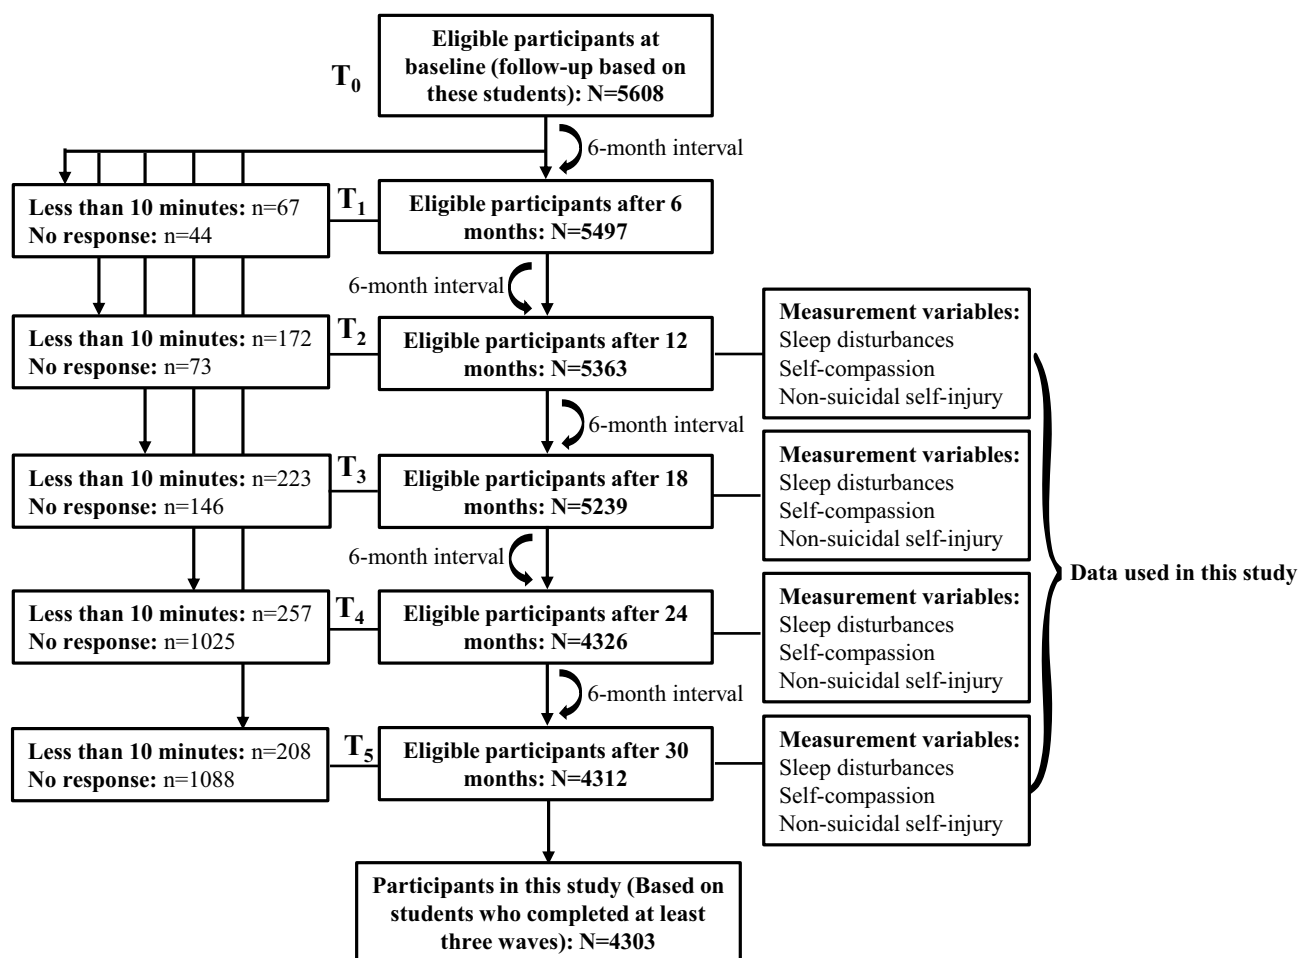 Eligible participants at
baseline (follow-up based on
these students): N=5608
T0
6-month interval
Less than 10 minutes: n=67
No response: n=44
T1
Eligible participants after 6
months: N=5497
6-month interval
Less than 10 minutes: n=172
No response: n=73
T2
Eligible participants after 12
months: N=5363
Measurement variables:
Sleep disturbances
Self-compassion
Non-suicidal self-injury
6-month interval
Less than 10 minutes: n=223
No response: n=146
T3
Eligible participants after 18
months: N=5239
Measurement variables:
Sleep disturbances
Self-compassion
Non-suicidal self-injury
6-month interval
Data used in this study
Less than 10 minutes: n=257
No response: n=1025
T4
Eligible participants after 24
months: N=4326
Measurement variables:
Sleep disturbances
Self-compassion
Non-suicidal self-injury
6-month interval
Less than 10 minutes: n=208
No response: n=1088
T5
Eligible participants after 30
months: N=4312
Measurement variables:
Sleep disturbances
Self-compassion
Non-suicidal self-injury
Participants in this study (Based on
students who completed at least
three waves): N=4303